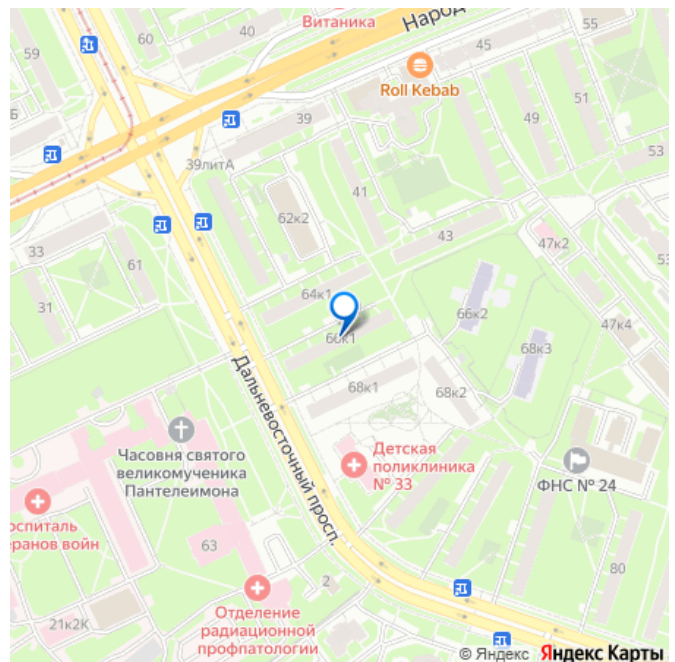 60
Витаника
Народ
59
40
45
Roll Kebab
51
Б
39
49
39литА
53
41
62к2
33
61
43
47к2
53
31
64к1
66к2
47к4
66к1
68к3
Дальневосточный просп.
68к1
68к2
Часовня святого
великомученика
Пантелеимона
Детская
поликлиника
№ 33
ФНС № 24
оспиталь
еранов войн
63
80
2
21к2К
Отделение
радиационной
профпатологии
© Яндекс Яндекс Карты